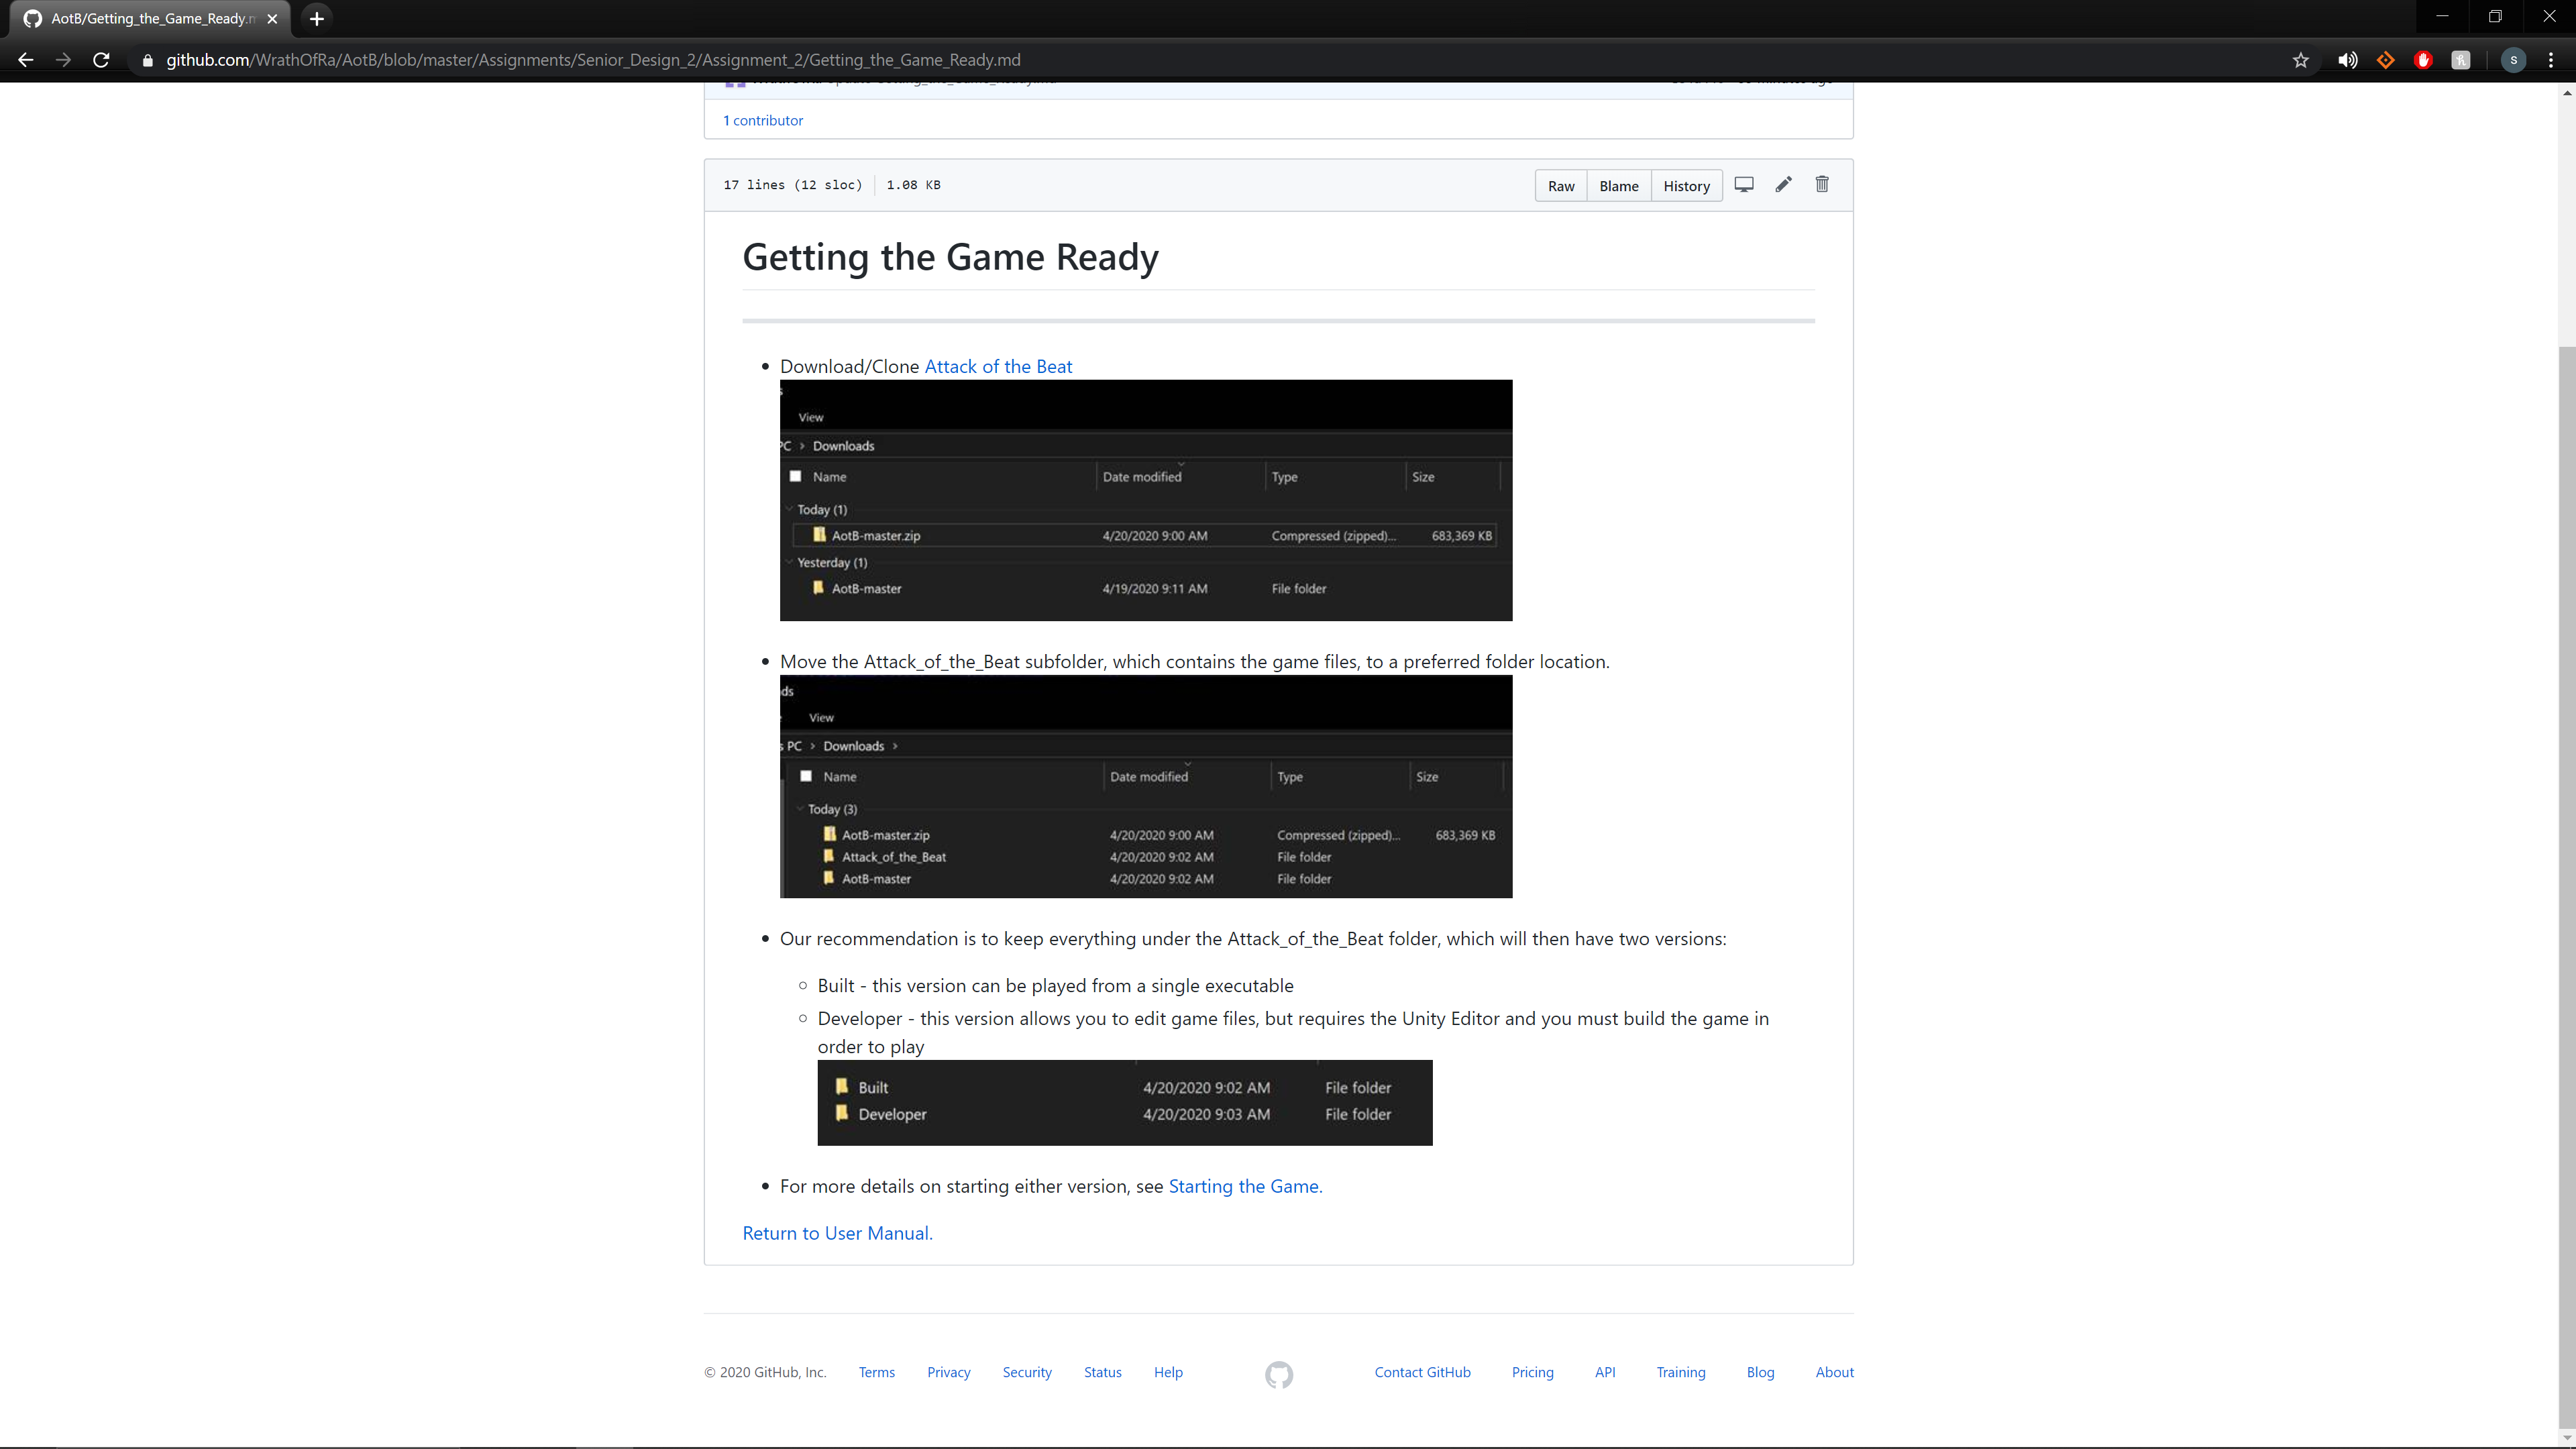 AotB/Getting_the_Game_Ready.m
github.com/WrathOfRa/AotB/blob/master/Assignments/Senior_Design_2/Assignment_2/Getting_the_Game_Ready.md
S
1 contributor
17 lines (12 sloc) 1.08 KB
Raw Blame History
Getting the Game Ready
Download/Clone Attack of the Beat
View
PC > Downloads
Name Date modified Type Size
Today (1)
AotB-master.zip 4/20/2020 9:00 AM Compressed (zipped)... 683,369 KB
Yesterday (1)
AotB-master 4/19/2020 9:11 AM File folder
Move the Attack_of_the_Beat subfolder, which contains the game files, to a preferred folder location.
ds
View
s PC > Downloads >
Name Date modified Type Size
Today (3)
AotB-master.zip 4/20/2020 9:00 AM Compressed (zipped)... 683,369 KB
Attack_of_the_Beat 4/20/2020 9:02 AM File folder
AotB-master 4/20/2020 9:02 AM File folder
Our recommendation is to keep everything under the Attack_of_the_Beat folder, which will then have two versions:
Built - this version can be played from a single executable
Developer - this version allows you to edit game files, but requires the Unity Editor and you must build the game in
order to play
Built 4/20/2020 9:02 AM File folder
Developer 4/20/2020 9:03 AM File folder
For more details on starting either version, see Starting the Game.
Return to User Manual.
© 2020 GitHub, Inc. Terms Privacy Security Status Help Contact GitHub Pricing API Training Blog About